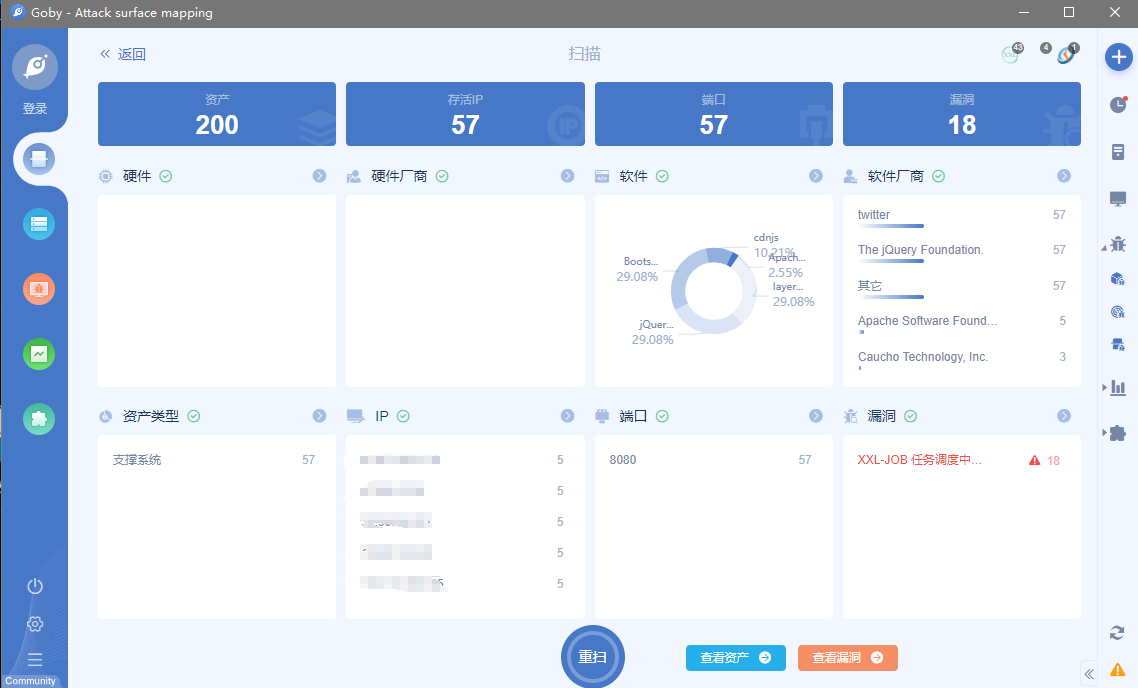 Goby - Attack surface mapping
登录
返回
扫描
43
4
1
资产
200
存活IP
57
端口
57
漏洞
18
硬件
硬件厂商
软件
软件厂商
cdnjs
10.21%
Apach...
2.55%
layer...
29.08%
Boots...
29.08%
jQuer...
29.08%
twitter 57
The jQuery Foundation. 57
其它 57
Apache Software Found... 5
Caucho Technology, Inc. 3
资产类型
IP
端口
漏洞
支撑系统 57
5
5
5
5
5
8080 57
XXL-JOB 任务调度中... 18
重扫
查看资产
查看漏洞
Community